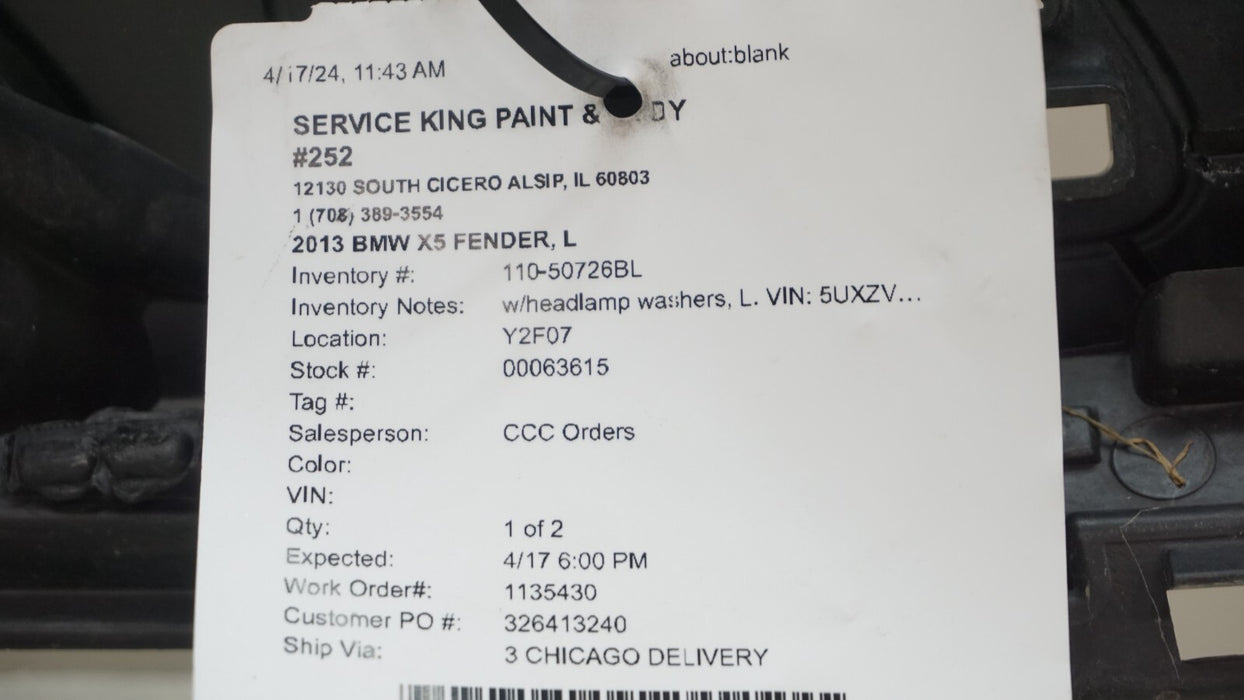 4/17/24, 11:43 AM about:blank
SERVICE KING PAINT & DY
#252
12130 SOUTH CICERO ALSIP, IL 60803
1 (708) 389-3554
2013 BMW X5 FENDER, L
Inventory #: 110-50726BL
Inventory Notes: w/headlamp washers, L. VIN: 5UXZV...
Location: Y2F07
Stock #: 00063615
Tag #:
Salesperson: CCC Orders
Color:
VIN:
Qty: 1 of 2
Expected: 4/17 6:00 PM
Work Order#: 1135430
Customer PO #: 326413240
Ship Via: 3 CHICAGO DELIVERY